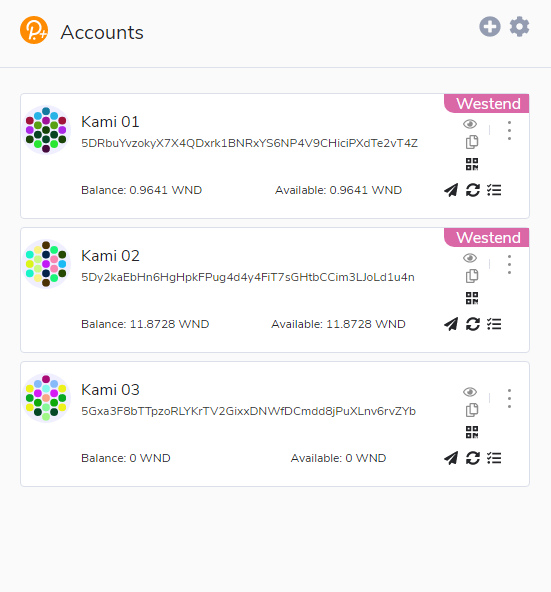 Accounts
Westend
Kami 01
5DRbuYvzokyX7X4QDxrk1BNRxYS6NP4V9CHiciPXdTe2vT4Z
Balance: 0.9641 WND Available: 0.9641 WND
Westend
Kami 02
5Dy2kaEbHn6HgHpkFPug4d4y4FiT7sGHtbCCim3LJoLd1u4n
Balance: 11.8728 WND Available: 11.8728 WND
Kami 03
5Gxa3F8bTTpzoRLYKrTV2GixxDNWfDCmdd8jPuXLnv6rvZYb
Balance: 0 WND Available: 0 WND